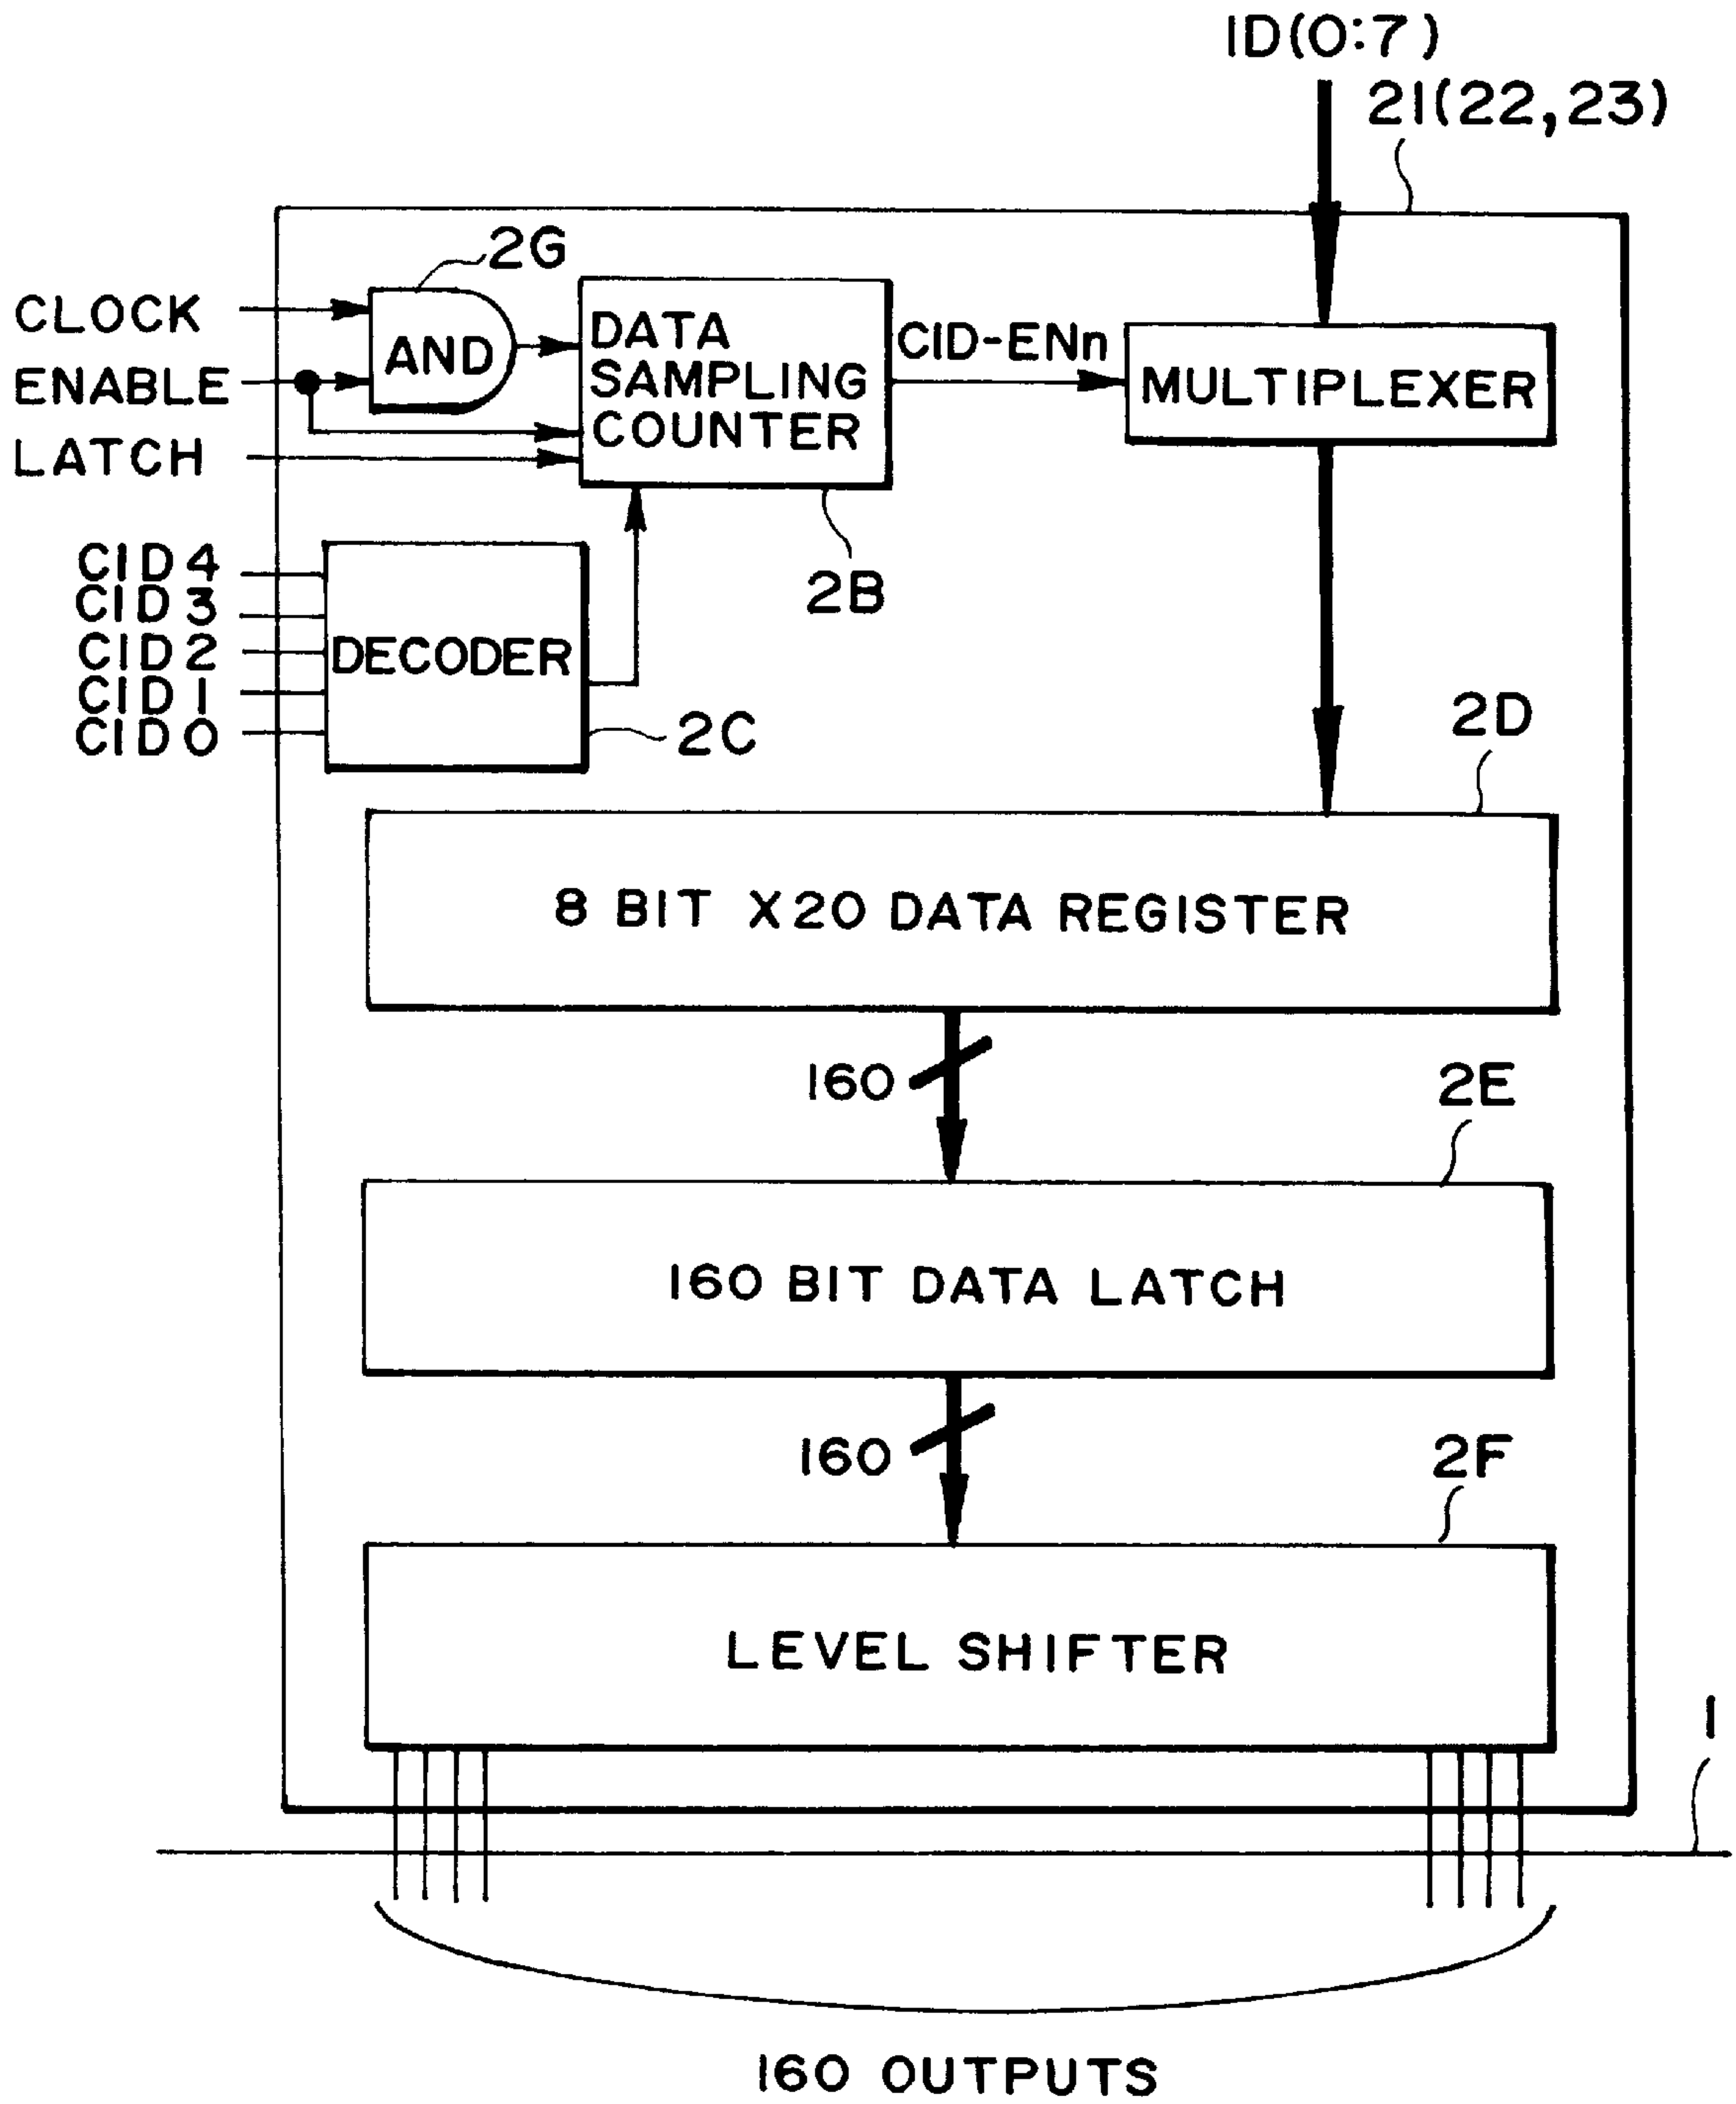 ID(0:7)
21(22,23)
2G
CLOCK
ENABLE
LATCH
AND
DATA
SAMPLING
COUNTER
CID-ENn
MULTIPLEXER
2B
CID4
CID3
CID2
CID1
CID0
DECODER
2C
2D
8 BIT X20 DATA REGISTER
160
2E
160 BIT DATA LATCH
160
2F
LEVEL SHIFTER
1
160 OUTPUTS